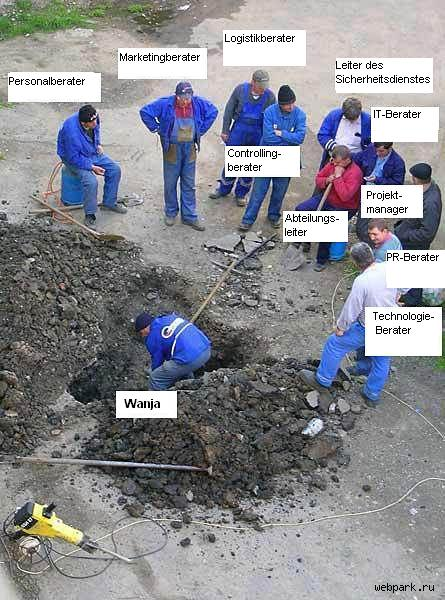 Logistikberater
Marketingberater
Leiter des
Sicherheitsdienstes
Personalberater
IT-Berater
Controlling-
berater
Projekt-
manager
Abteilungs-
leiter
PR-Berater
Technologie-
Berater
Wanja
webpark.ru